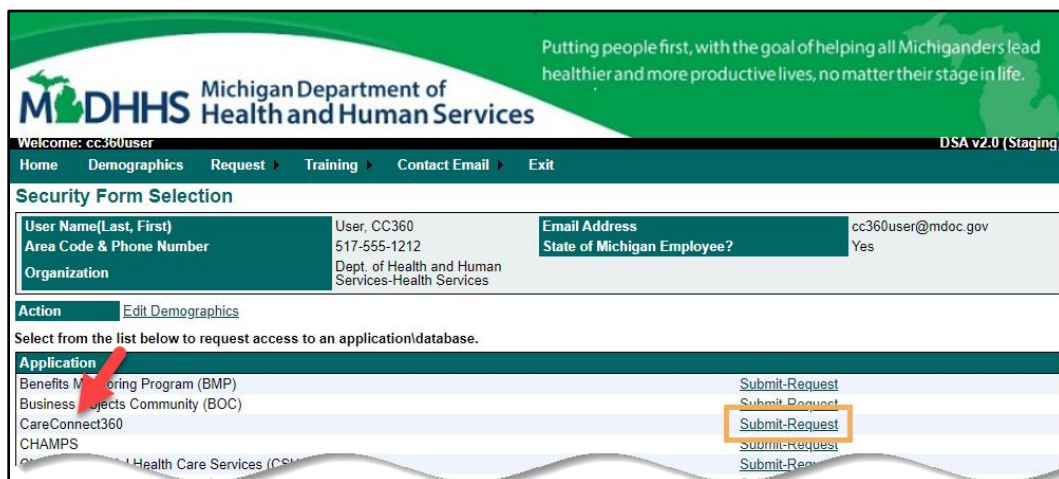 Putting people first, with the goal of helping all Michiganders lead
healthier and more productive lives, no matter their stage in life.
MDHHS Michigan Department of
Health and Human Services
Welcome: cc360user DSA v2.0 (Staging)
Home Demographics Request Training Contact Email Exit
Security Form Selection
User Name(Last, First) User, CC360 Email Address cc360user@mdoc.gov
Area Code & Phone Number 517-555-1212 State of Michigan Employee? Yes
Organization Dept. of Health and Human
Services-Health Services
Action Edit Demographics
Select from the list below to request access to an application\database.
Application
Benefits Monitoring Program (BMP) Submit-Request
Business Objects Community (BOC) Submit-Request
CareConnect360 Submit-Request
CHAMPS Submit-Request
Health Care Services Submit-Request